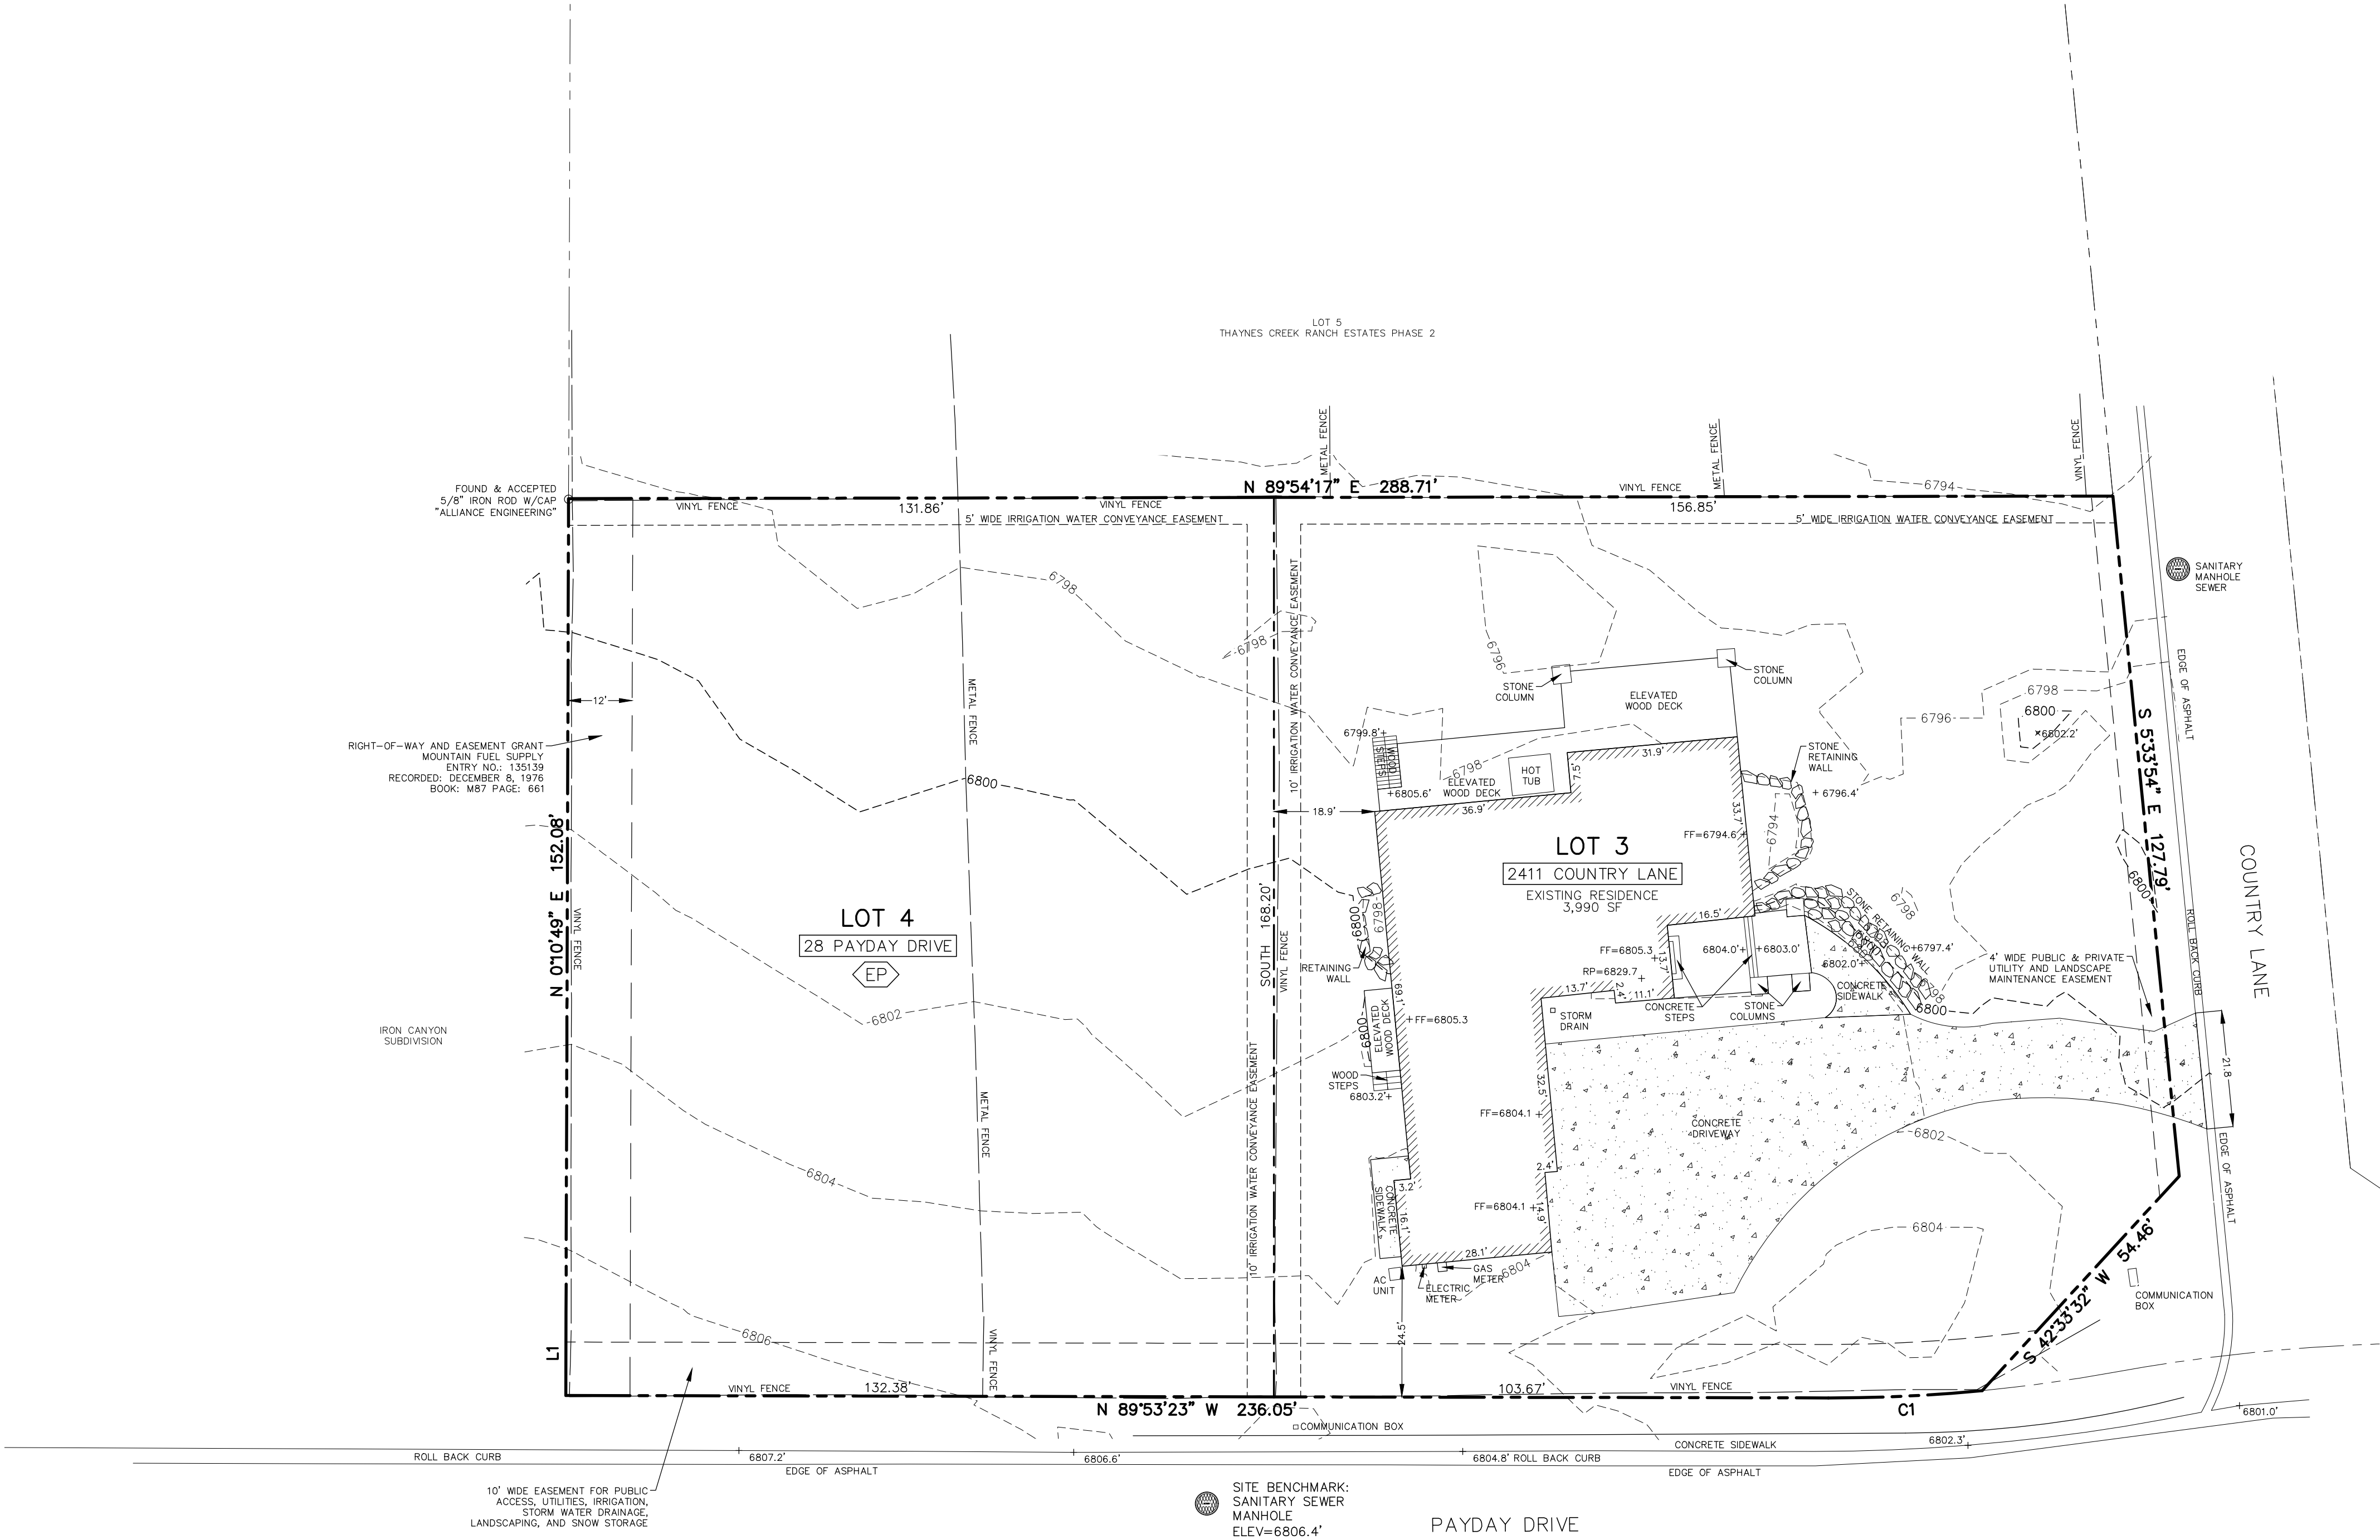 LOT 5
THAYNES CREEK RANCH ESTATES PHASE 2
METAL FENCE
METAL FENCE
VINYL FENCE
FOUND & ACCEPTED
5/8" IRON ROD W/CAP
"ALLIANCE ENGINEERING"
N 89°54'17" E 288.71'
VINYL FENCE
131.86'
VINYL FENCE
VINYL FENCE
156.85'
6794
5' WIDE IRRIGATION WATER CONVEYANCE EASEMENT
5' WIDE IRRIGATION WATER CONVEYANCE EASEMENT
SANITARY
MANHOLE
SEWER
6798
6798
10' IRRIGATION WATER CONVEYANCE EASEMENT
6796
STONE
COLUMN
STONE
COLUMN
ELEVATED
WOOD DECK
EDGE OF ASPHALT
12'
METAL FENCE
6798
6796
6800
6802.2'
S 5°33'54" E 127.79'
RIGHT-OF-WAY AND EASEMENT GRANT
MOUNTAIN FUEL SUPPLY
ENTRY NO.: 135139
RECORDED: DECEMBER 8, 1976
BOOK: M87 PAGE: 661
6799.8'
WOOD
STEPS
6798
HOT
TUB
7.5'
31.9'
STONE
RETAINING
WALL
6800
6805.6'
ELEVATED
WOOD DECK
36.9'
33.7'
6796.4'
18.9'
FF=6794.6
6794
N 0°10'49" E 152.08'
VINYL FENCE
LOT 3
2411 COUNTRY LANE
EXISTING RESIDENCE
3,990 SF
6800
COUNTRY LANE
LOT 4
28 PAYDAY DRIVE
EP
SOUTH 168.20'
VINYL FENCE
6800
6798
RETAINING
WALL
16.5'
STONE RETAINING WALL
6798
6797.4'
FF=6805.3
13.7'
6804.0'
6803.0'
6802.0'
RP=6829.7
13.7'
2.4'
11.1'
CONCRETE
STEPS
STONE
COLUMNS
CONCRETE
SIDEWALK
6798
6800
4' WIDE PUBLIC & PRIVATE
UTILITY AND LANDSCAPE
MAINTENANCE EASEMENT
ROLL BACK CURB
IRON CANYON
SUBDIVISION
6802
6800
ELEVATED
WOOD DECK
69.1'
FF=6805.3
STORM
DRAIN
WOOD
STEPS
6803.2'
32.5'
FF=6804.1
CONCRETE
DRIVEWAY
21.8
6802
METAL FENCE
10' IRRIGATION WATER CONVEYANCE EASEMENT
EDGE OF ASPHALT
6804
2.4'
3.2'
CONCRETE
SIDEWALK
16.1'
FF=6804.1
14.9'
28.1'
6804
6804
AC
UNIT
ELECTRIC
METER
GAS
METER
S 42°33'32" W 54.46'
COMMUNICATION
BOX
6806
24.5'
L1
VINYL FENCE
VINYL FENCE
132.38'
103.67'
VINYL FENCE
N 89°53'23" W 236.05'
C1
COMMUNICATION BOX
6801.0'
ROLL BACK CURB
6807.2'
6806.6'
6804.8'
ROLL BACK CURB
CONCRETE SIDEWALK
6802.3'
EDGE OF ASPHALT
EDGE OF ASPHALT
10' WIDE EASEMENT FOR PUBLIC
ACCESS, UTILITIES, IRRIGATION,
STORM WATER DRAINAGE,
LANDSCAPING, AND SNOW STORAGE
SITE BENCHMARK:
SANITARY SEWER
MANHOLE
ELEV=6806.4'
PAYDAY DRIVE